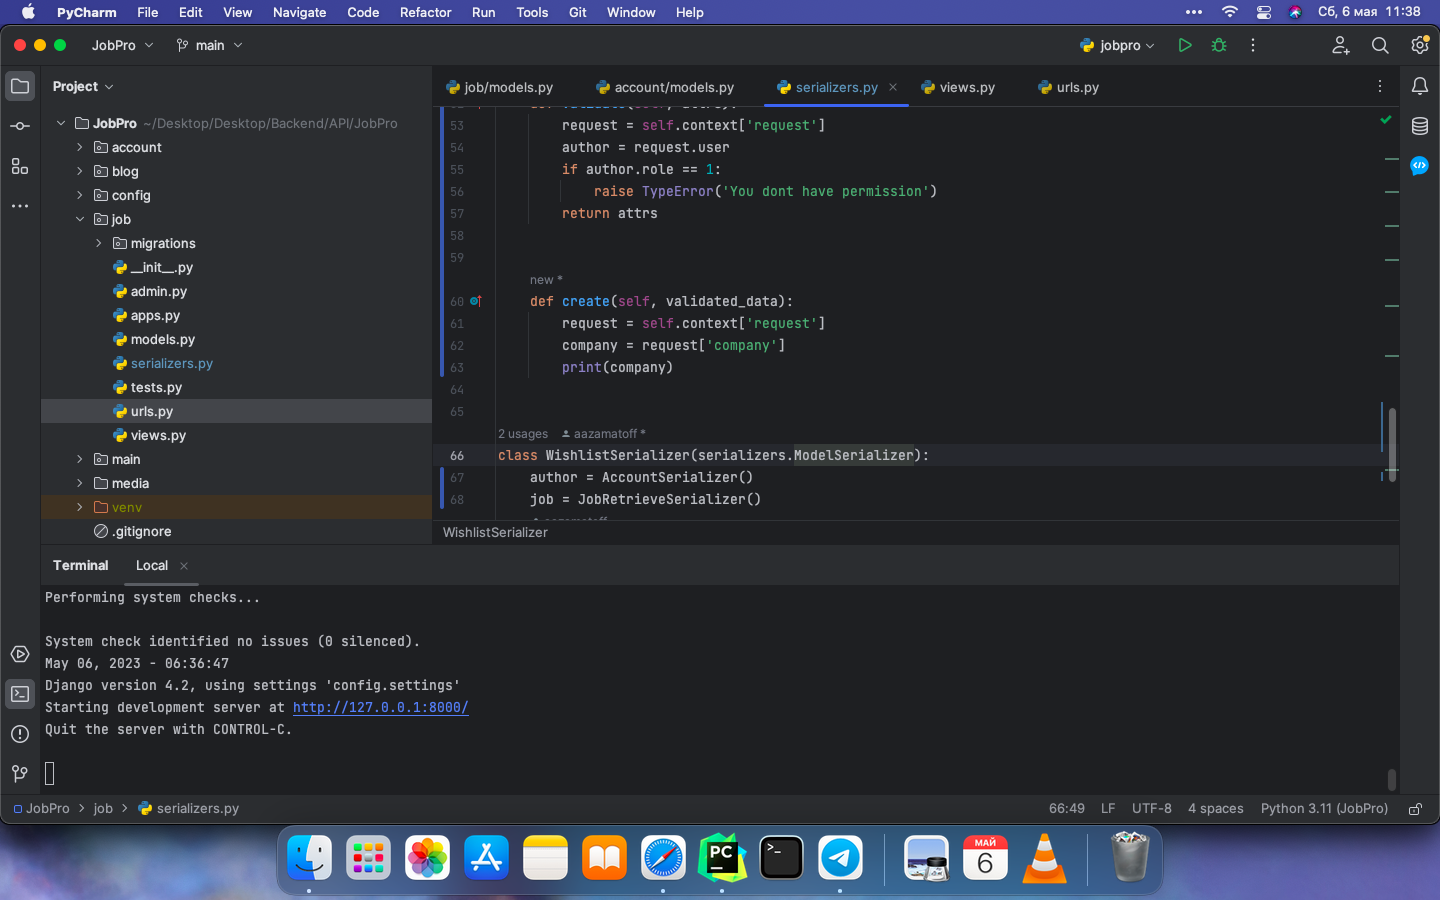 PyCharm File Edit View Navigate Code Refactor Run Tools Git Window Help Сб, 6 мая 11:38
JobPro main jobpro
Project
job/models.py account/models.py serializers.py views.py urls.py
JobPro ~/Desktop/Desktop/Backend/API/JobPro
account
blog
config
job
migrations
__init__.py
admin.py
apps.py
models.py
serializers.py
tests.py
urls.py
views.py
main
media
venv
.gitignore
53 request = self.context['request']
54 author = request.user
55 if author.role == 1:
56 raise TypeError('You dont have permission')
57 return attrs
58
59
new *
60 def create(self, validated_data):
61 request = self.context['request']
62 company = request['company']
63 print(company)
64
65
2 usages aazamatoff *
66 class WishlistSerializer(serializers.ModelSerializer):
67 author = AccountSerializer()
68 job = JobRetrieveSerializer()
WishlistSerializer
Terminal Local
Performing system checks...
System check identified no issues (0 silenced).
May 06, 2023 - 06:36:47
Django version 4.2, using settings 'config.settings'
Starting development server at http://127.0.0.1:8000/
Quit the server with CONTROL-C.
JobPro job serializers.py 66:49 LF UTF-8 4 spaces Python 3.11 (JobPro)
PC
>_
МАЙ
6